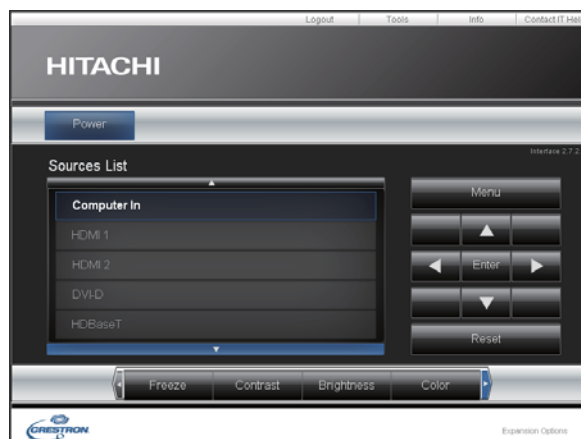 Logout Tools Info Contact IT Hel
HITACHI
Power
Interface 2.7.2
Sources List
Computer In
HDMI 1
HDMI 2
DVI-D
HDBaseT
Menu
Enter
Reset
Freeze Contrast Brightness Color
CRESTRON
Expansion Options